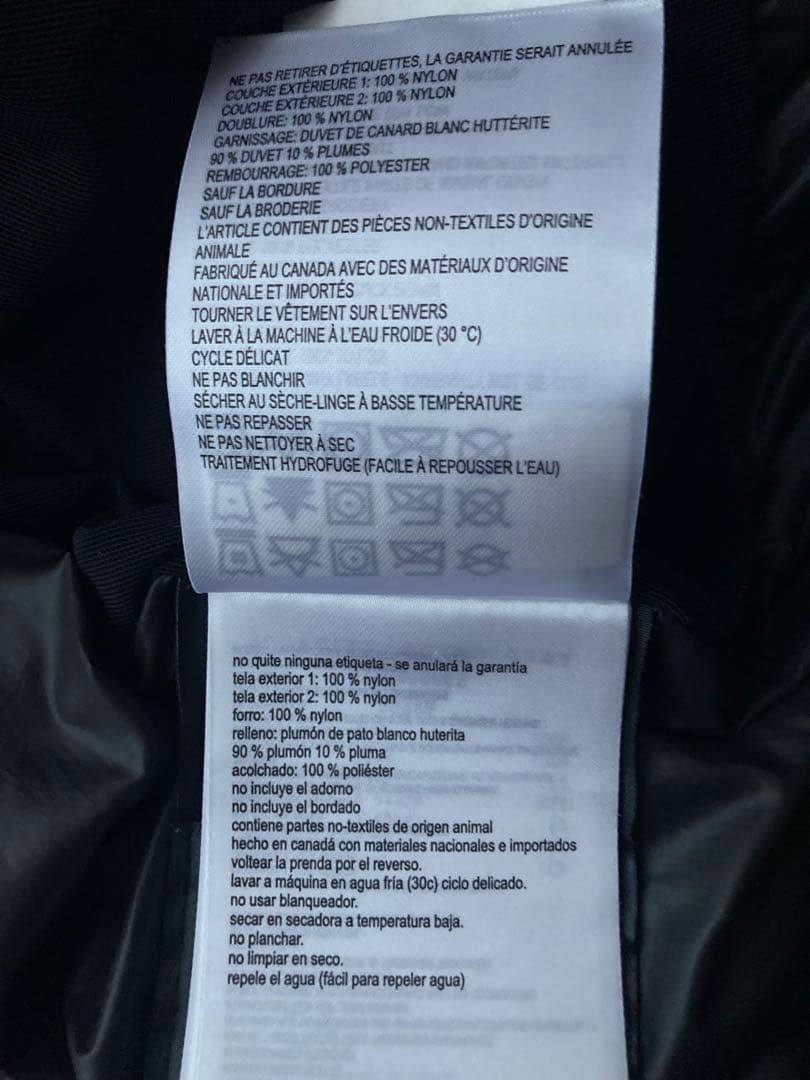 NE PAS RETIRER D'ÉTIQUETTES, LA GARANTIE SERAIT ANNULÉE
COUCHE EXTÉRIEURE 1: 100 % NYLON
COUCHE EXTÉRIEURE 2: 100 % NYLON
DOUBLURE: 100 % NYLON
GARNISSAGE: DUVET DE CANARD BLANC HUTTÉRITE
90 % DUVET 10 % PLUMES
REMBOURRAGE: 100 % POLYESTER
SAUF LA BORDURE
SAUF LA BRODERIE
L'ARTICLE CONTIENT DES PIÈCES NON-TEXTILES D'ORIGINE
ANIMALE
FABRIQUÉ AU CANADA AVEC DES MATÉRIAUX D'ORIGINE
NATIONALE ET IMPORTÉS
TOURNER LE VÊTEMENT SUR L'ENVERS
LAVER À LA MACHINE À L'EAU FROIDE (30 °C)
CYCLE DÉLICAT
NE PAS BLANCHIR
SÉCHER AU SÈCHE-LINGE À BASSE TEMPÉRATURE
NE PAS REPASSER
NE PAS NETTOYER À SEC
TRAITEMENT HYDROFUGE (FACILE À REPOUSSER L'EAU)
no quite ninguna etiqueta - se anulará la garantía
tela exterior 1: 100 % nylon
tela exterior 2: 100 % nylon
forro: 100 % nylon
relleno: plumón de pato blanco huterita
90 % plumón 10 % pluma
acolchado: 100 % poliéster
no incluye el adorno
no incluye el bordado
contiene partes no-textiles de origen animal
hecho en canadá con materiales nacionales e importados
voltear la prenda por el reverso.
lavar a máquina en agua fría (30c) ciclo delicado.
no usar blanqueador.
secar en secadora a temperatura baja.
no planchar.
no limpiar en seco.
repele el agua (fácil para repeler agua)